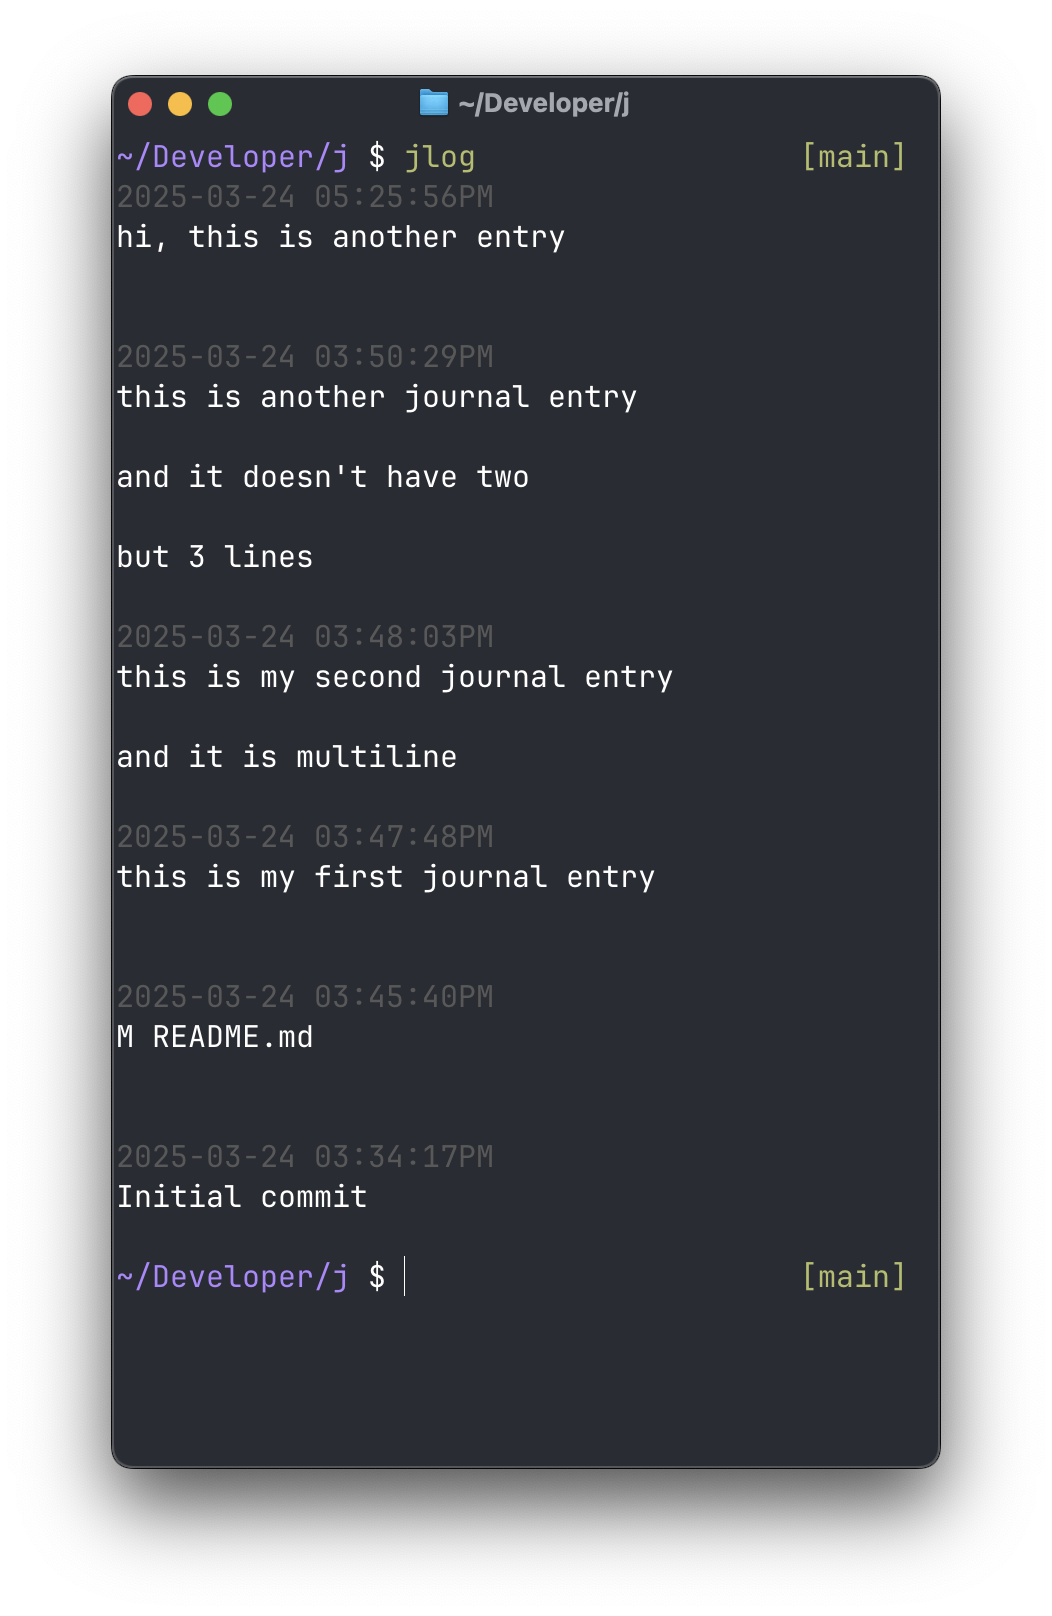 ~/Developer/j
~/Developer/j $ jlog [main]
2025-03-24 05:25:56PM
hi, this is another entry
2025-03-24 03:50:29PM
this is another journal entry
and it doesn't have two
but 3 lines
2025-03-24 03:48:03PM
this is my second journal entry
and it is multiline
2025-03-24 03:47:48PM
this is my first journal entry
2025-03-24 03:45:40PM
M README.md
2025-03-24 03:34:17PM
Initial commit
~/Developer/j $ [main]